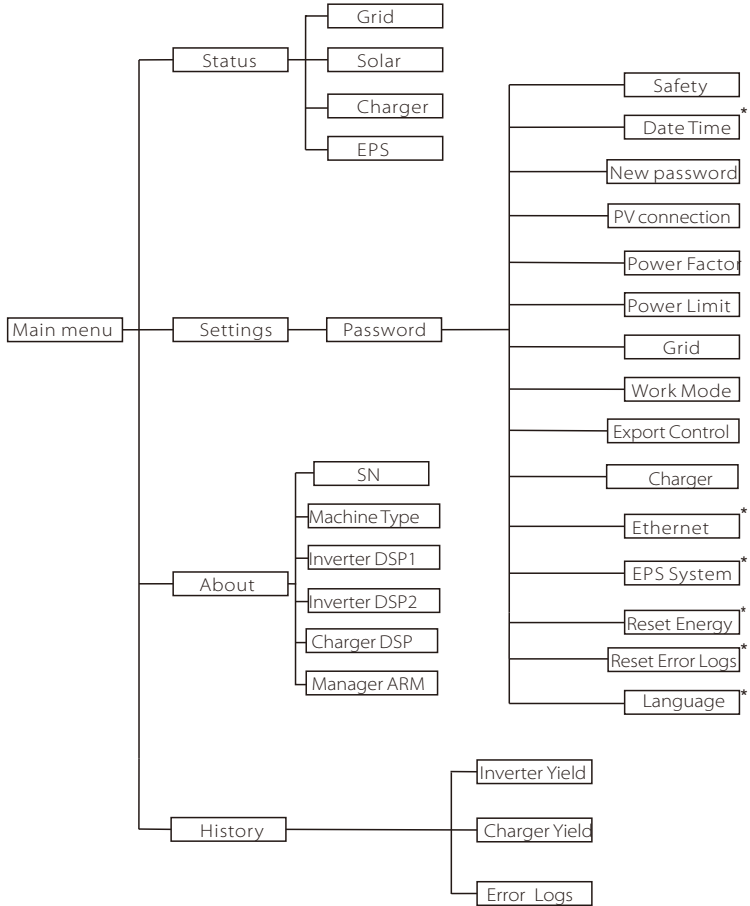 Main menu
Status
Grid
Solar
Charger
EPS
Settings
Password
Safety
Date Time *
New password
PV connection
Power Factor
Power Limit
Grid
Work Mode
Export Control
Charger
Ethernet *
EPS System *
Reset Energy *
Reset Error Logs *
Language *
About
SN
Machine Type
Inverter DSP1
Inverter DSP2
Charger DSP
Manager ARM
History
Inverter Yield
Charger Yield
Error Logs